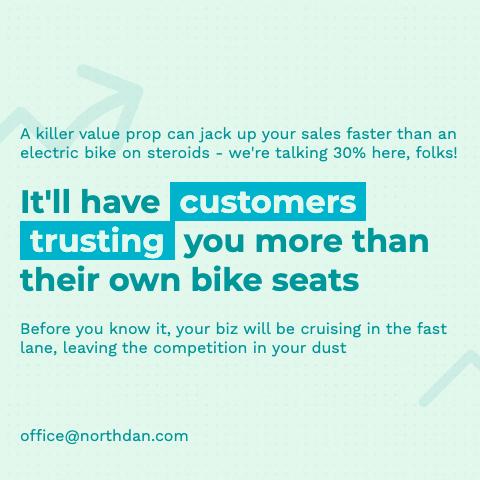 A killer value prop can jack up your sales faster than an
electric bike on steroids - we're talking 30% here, folks!
It'll have customers
trusting you more than
their own bike seats
Before you know it, your biz will be cruising in the fast
lane, leaving the competition in your dust
office@northdan.com